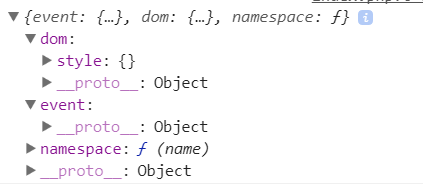 ▼{event: {…}, dom: {…}, namespace: ƒ} i
▼dom:
▶style: {}
▶__proto__: Object
▼event:
▶__proto__: Object
▶namespace: ƒ (name)
▶__proto__: Object